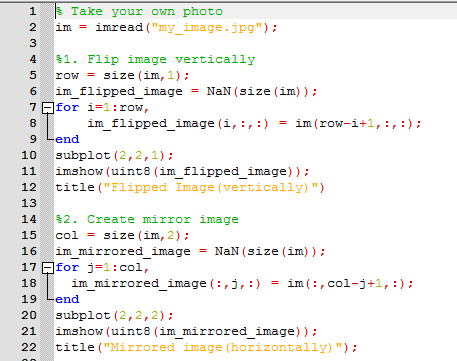 1 % Take your own photo
2 im = imread("my_image.jpg");
3
4 %1. Flip image vertically
5 row = size(im,1);
6 im_flipped_image = NaN(size(im));
7 for i=1:row,
8 im_flipped_image(i,:,:) = im(row-i+1,:,:);
9 end
10 subplot(2,2,1);
11 imshow(uint8(im_flipped_image));
12 title("Flipped Image(vertically)")
13
14 %2. Create mirror image
15 col = size(im,2);
16 im_mirrored_image = NaN(size(im));
17 for j=1:col,
18 im_mirrored_image(:,j,:) = im(:,col-j+1,:);
19 end
20 subplot(2,2,2);
21 imshow(uint8(im_mirrored_image));
22 title("Mirrored image(horizontally)");